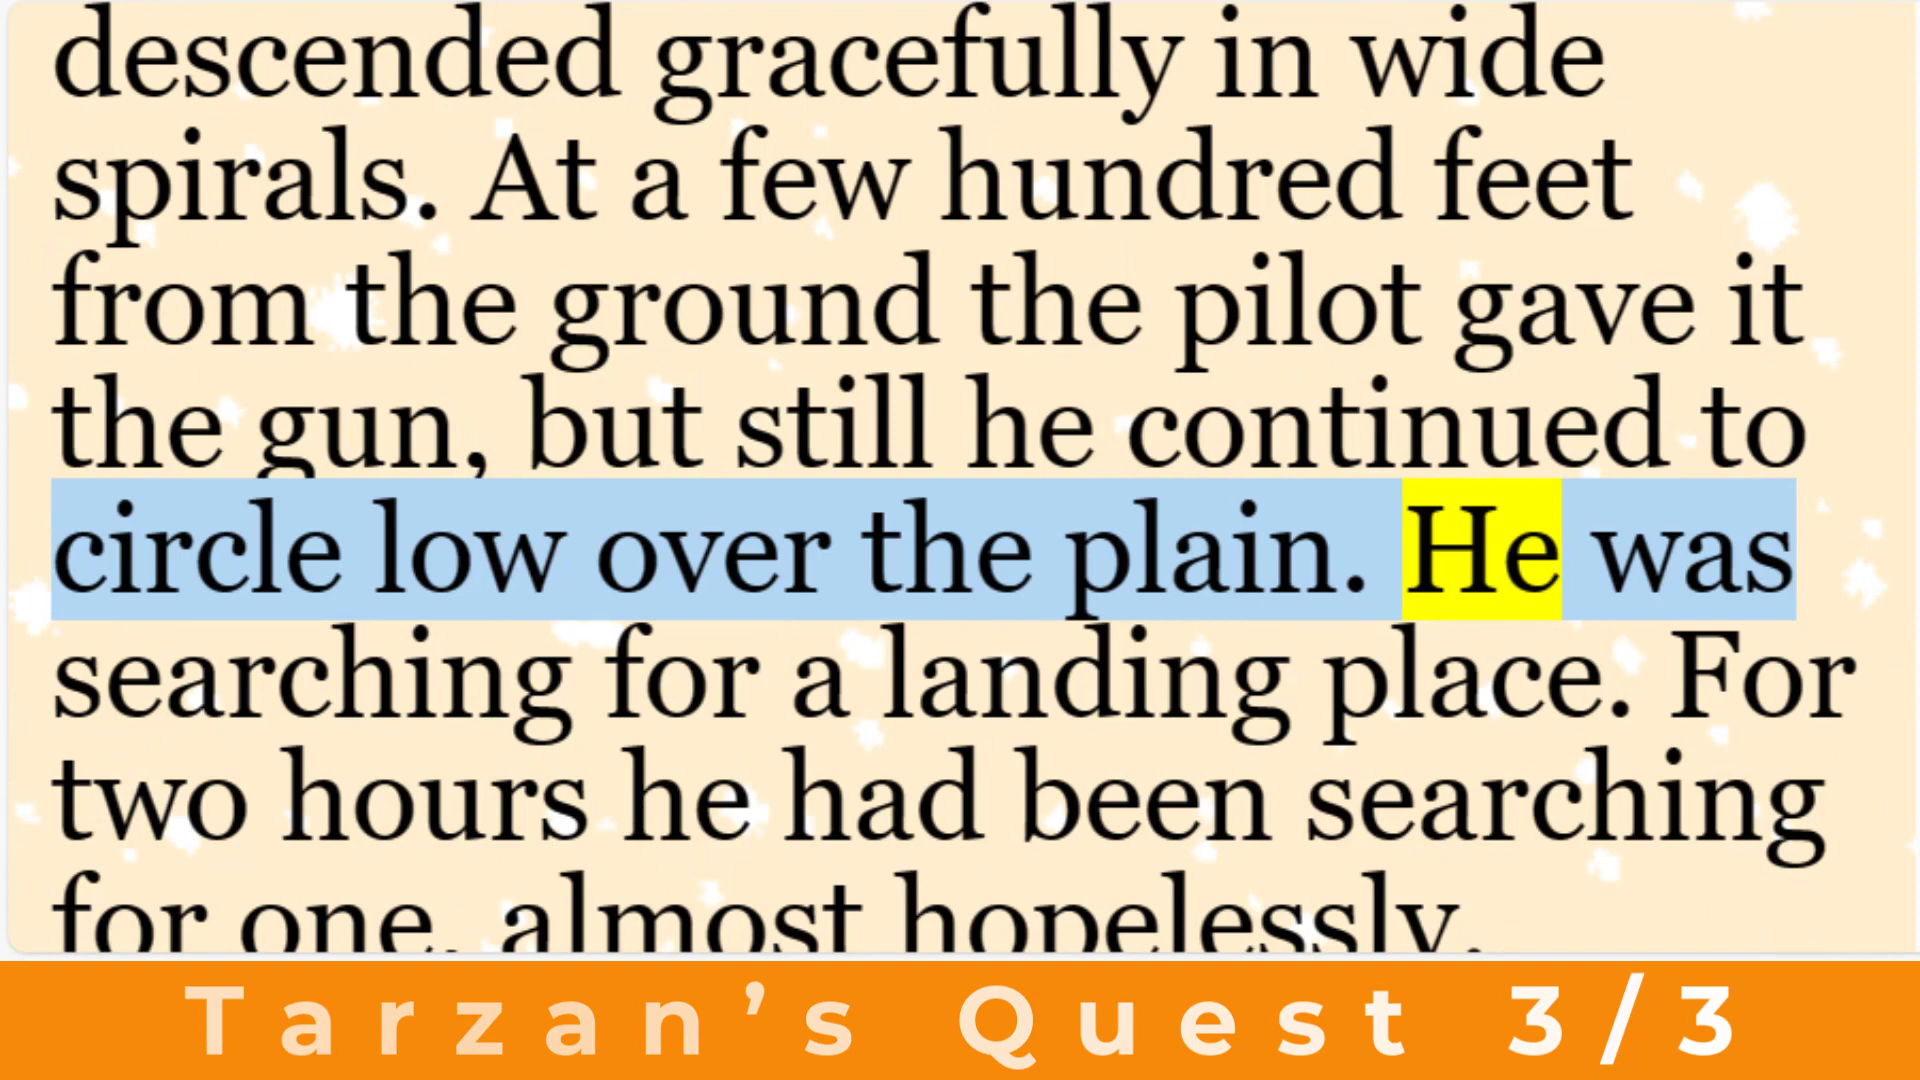 descended gracefully in wide
spirals. At a few hundred feet
from the ground the pilot gave it
the gun, but still he continued to
circle low over the plain. He was
searching for a landing place. For
two hours he had been searching
for one, almost hopelessly.
Tarzan’s Quest 3/3